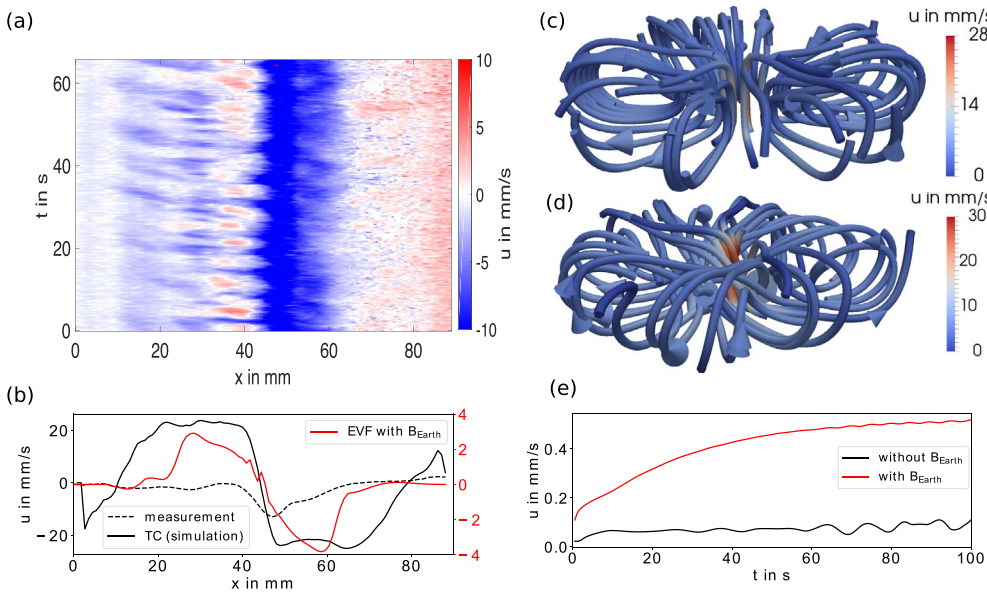 (a)
t in s
60
40
20
0
0
20
40
60
80
x in mm
10
5
0
-5
-10
u in mm/s
(b)
u in mm/s
20
0
−20
0
20
40
60
80
x in mm
4
2
0
−2
−4
EVF with B_Earth
measurement
TC (simulation)
(c)
u in mm/s
28
14
0
(d)
u in mm/s
30
20
10
0
(e)
u in mm/s
0.4
0.2
0.0
0
20
40
60
80
100
t in s
without B_Earth
with B_Earth